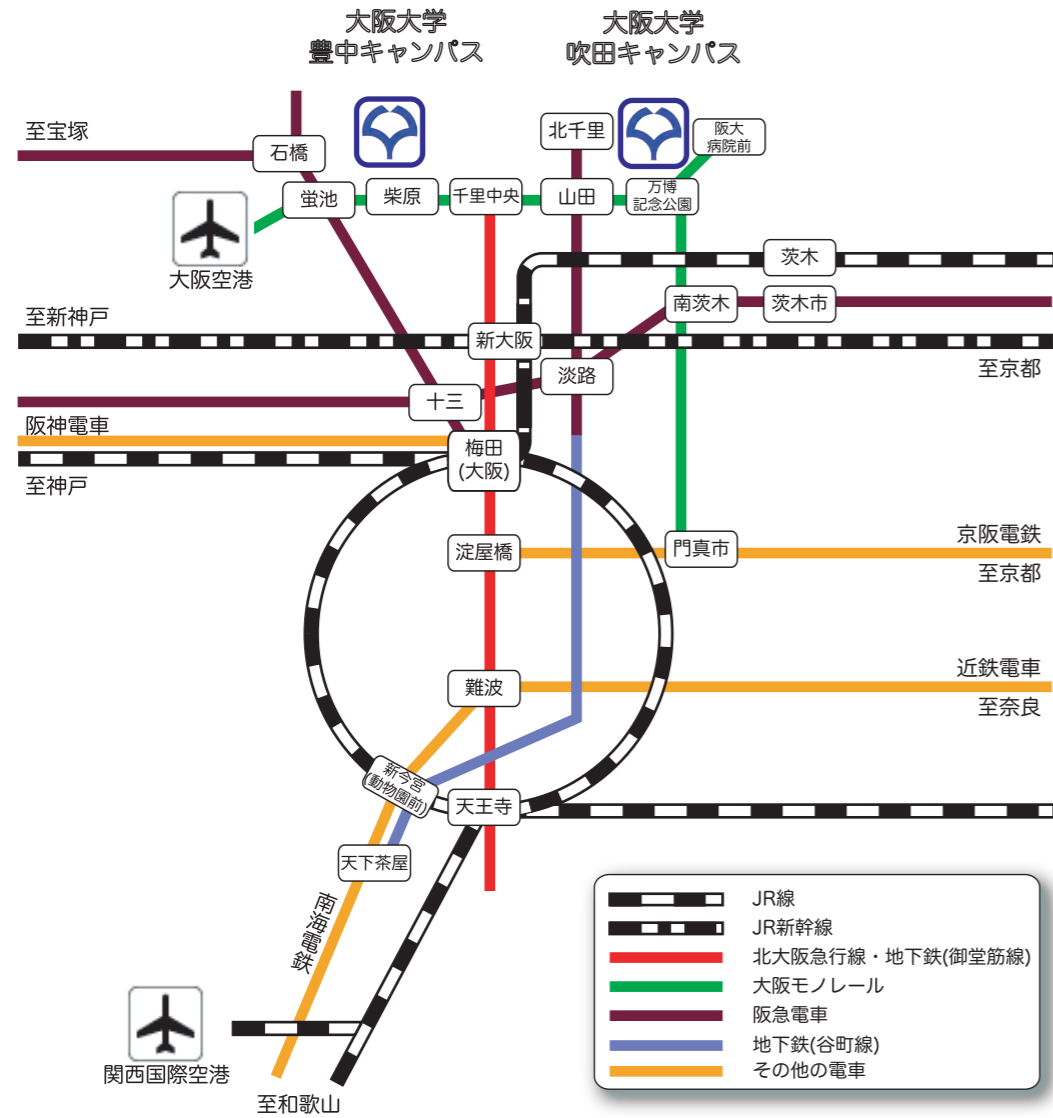 大阪大学
豊中キャンパス
大阪大学
吹田キャンパス
至宝塚
石橋
北千里
阪大
病院前
蛍池
柴原
千里中央
山田
万博
記念公園
大阪空港
茨木
南茨木
茨木市
至新神戸
新大阪
至京都
淡路
十三
阪神電車
梅田
(大阪)
至神戸
淀屋橋
門真市
京阪電鉄
至京都
難波
近鉄電車
至奈良
新今宮
(動物園前)
天王寺
天下茶屋
南海電鉄
関西国際空港
至和歌山
JR線
JR新幹線
北大阪急行線・地下鉄(御堂筋線)
大阪モノレール
阪急電車
地下鉄(谷町線)
その他の電車